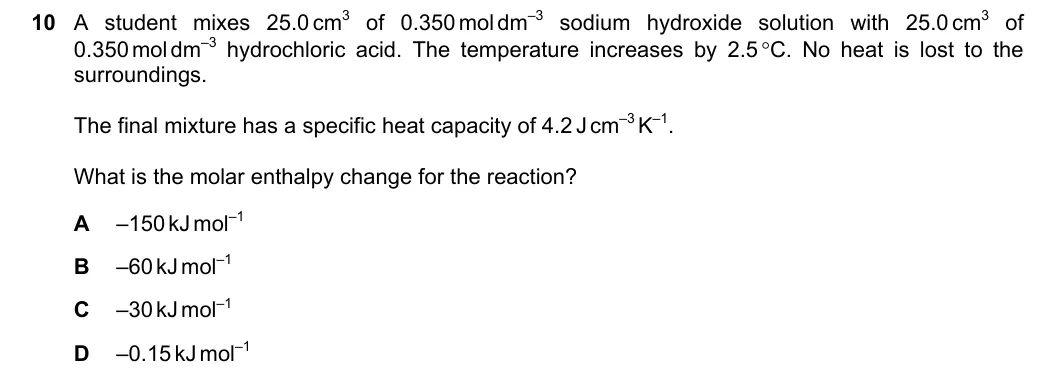 10 A student mixes 25.0 cm³ of 0.350 mol dm⁻³ sodium hydroxide solution with 25.0 cm³ of
0.350 mol dm⁻³ hydrochloric acid. The temperature increases by 2.5 °C. No heat is lost to the
surroundings.
The final mixture has a specific heat capacity of 4.2 J cm⁻³ K⁻¹.
What is the molar enthalpy change for the reaction?
A –150 kJ mol⁻¹
B –60 kJ mol⁻¹
C –30 kJ mol⁻¹
D –0.15 kJ mol⁻¹